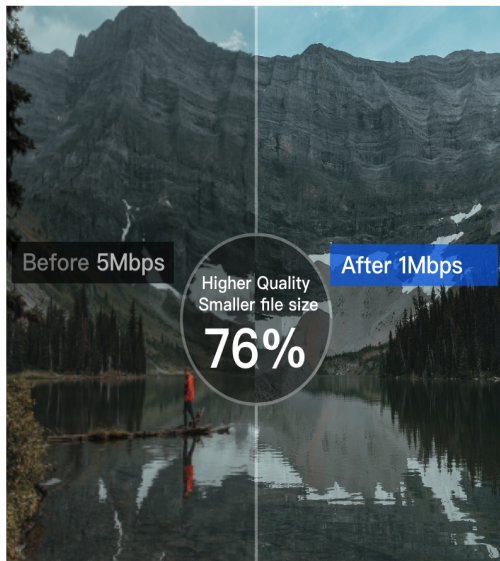 Before 5Mbps
After 1Mbps
Higher Quality
Smaller file size
76%